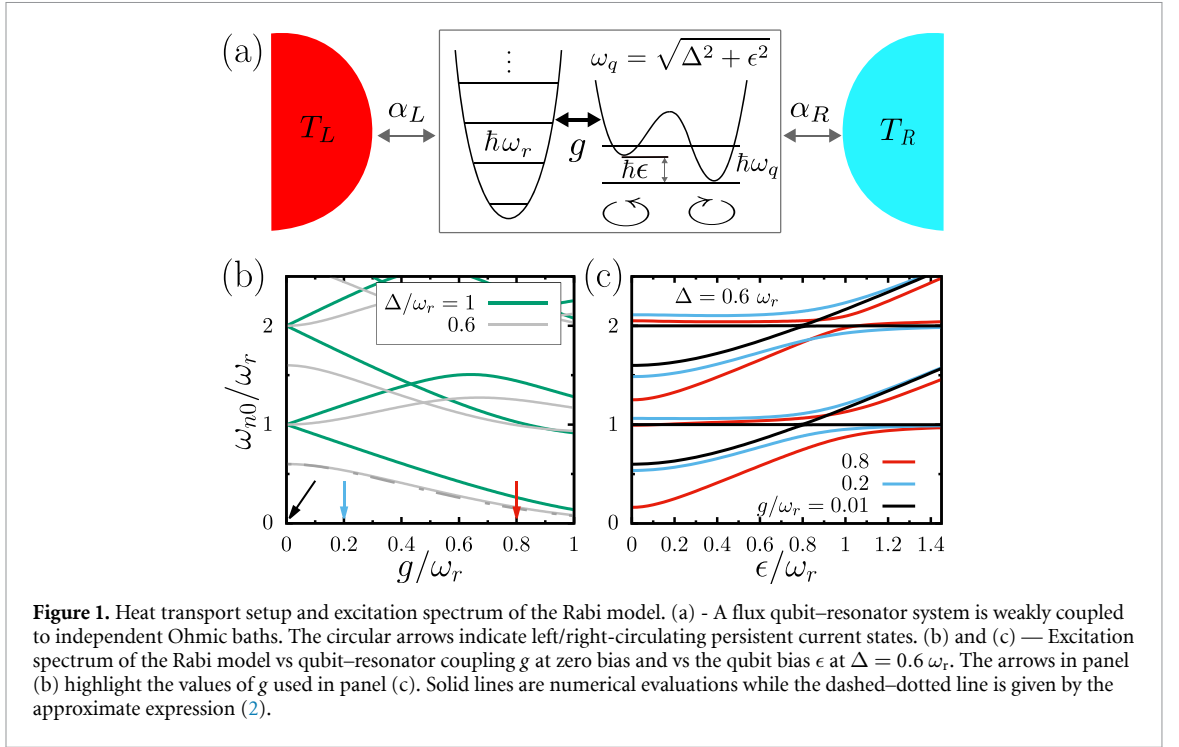 (a)
ω_q = √(Δ² + ϵ²)
⋮
T_L
α_L
ħω_r
g
ħϵ
ħω_q
α_R
T_R
(b)
(c)
Δ/ω_r = 1
0.6
Δ = 0.6 ω_r
ω_n0/ω_r
2
1
0
2
1
0
0.8
0.2
g/ω_r = 0.01
0 0.2 0.4 0.6 0.8 1
0 0.2 0.4 0.6 0.8 1 1.2 1.4
g/ω_r
ϵ/ω_r
Figure 1. Heat transport setup and excitation spectrum of the Rabi model. (a) - A flux qubit–resonator system is weakly coupled
to independent Ohmic baths. The circular arrows indicate left/right-circulating persistent current states. (b) and (c) — Excitation
spectrum of the Rabi model vs qubit–resonator coupling g at zero bias and vs the qubit bias ϵ at Δ = 0.6 ω_r. The arrows in panel
(b) highlight the values of g used in panel (c). Solid lines are numerical evaluations while the dashed–dotted line is given by the
approximate expression (2).